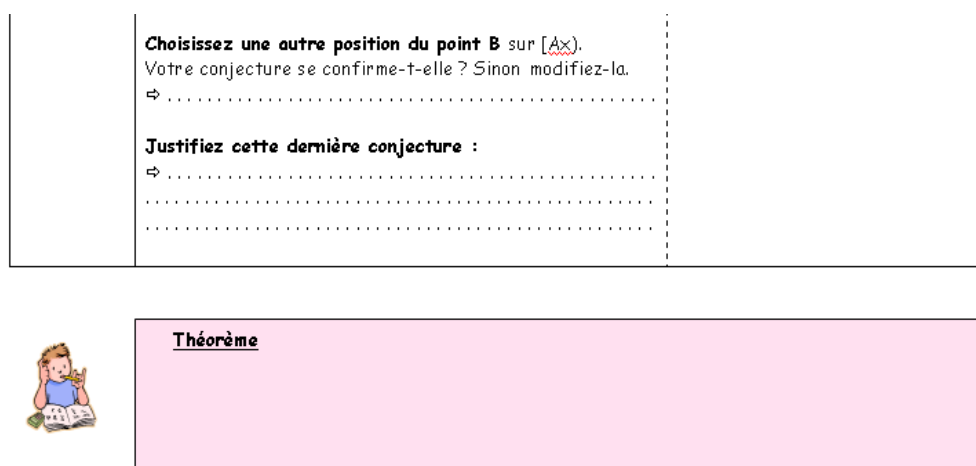 Choisissez une autre position du point B sur [Ax).
Votre conjecture se confirme-t-elle ? Sinon modifiez-la.
⇨ . . . . . . . . . . . . . . . . . . . . . . . . . . . . . . . . . . . . . . . . . . . . . . . . . .
Justifiez cette dernière conjecture :
⇨ . . . . . . . . . . . . . . . . . . . . . . . . . . . . . . . . . . . . . . . . . . . . . . . . . .
. . . . . . . . . . . . . . . . . . . . . . . . . . . . . . . . . . . . . . . . . . . . . . . . . . . .
. . . . . . . . . . . . . . . . . . . . . . . . . . . . . . . . . . . . . . . . . . . . . . . . . . . .
Théorème